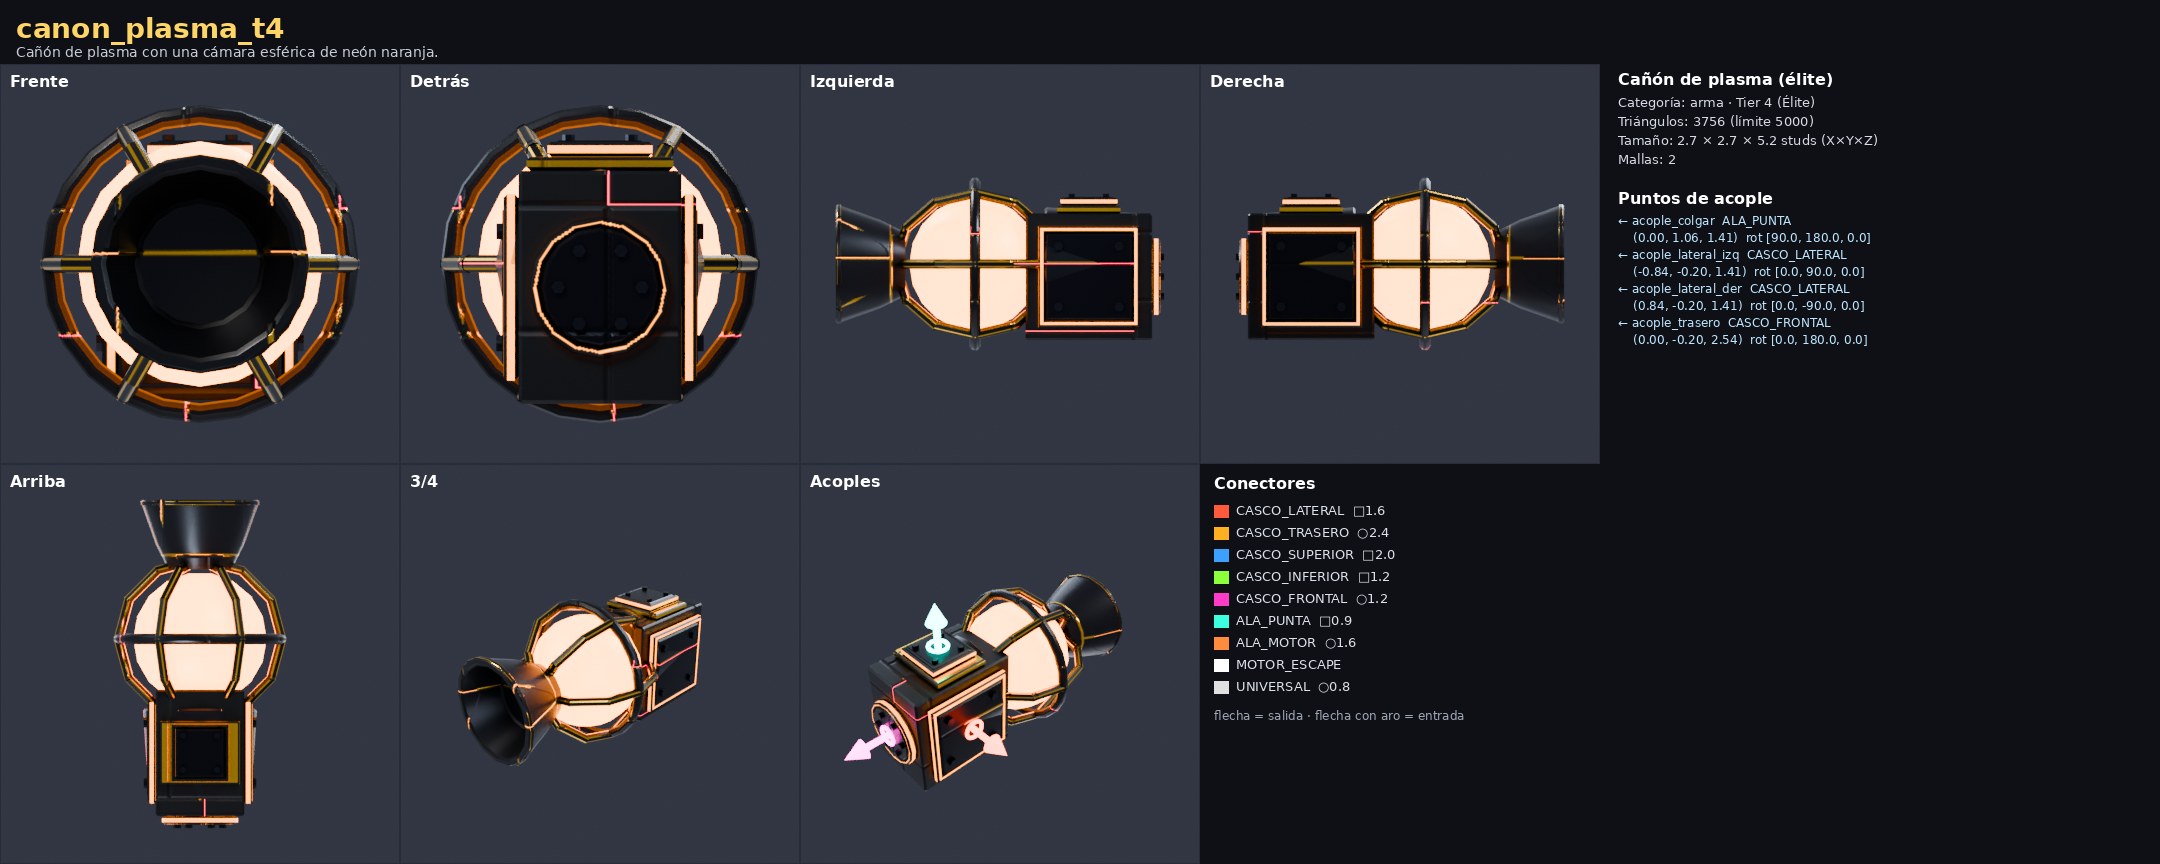 canon_plasma_t4
Cañón de plasma con una cámara esférica de neón naranja.
Frente
Detrás
Izquierda
Derecha
Cañón de plasma (élite)
Categoría: arma · Tier 4 (Élite)
Triángulos: 3756 (límite 5000)
Tamaño: 2.7 × 2.7 × 5.2 studs (X×Y×Z)
Mallas: 2
Puntos de acople
← acople_colgar ALA_PUNTA
(0.00, 1.06, 1.41) rot [90.0, 180.0, 0.0]
← acople_lateral_izq CASCO_LATERAL
(-0.84, -0.20, 1.41) rot [0.0, 90.0, 0.0]
← acople_lateral_der CASCO_LATERAL
(0.84, -0.20, 1.41) rot [0.0, -90.0, 0.0]
← acople_trasero CASCO_FRONTAL
(0.00, -0.20, 2.54) rot [0.0, 180.0, 0.0]
Arriba
3/4
Acoples
Conectores
CASCO_LATERAL □1.6
CASCO_TRASERO ○2.4
CASCO_SUPERIOR □2.0
CASCO_INFERIOR □1.2
CASCO_FRONTAL ○1.2
ALA_PUNTA □0.9
ALA_MOTOR ○1.6
MOTOR_ESCAPE
UNIVERSAL ○0.8
flecha = salida · flecha con aro = entrada